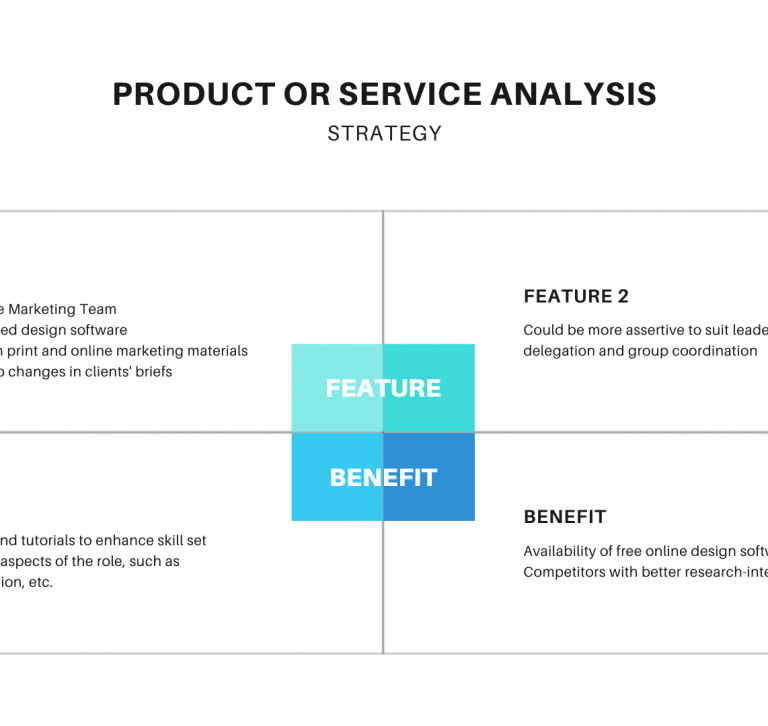 PRODUCT OR SERVICE ANALYSIS
STRATEGY
e Marketing Team
ed design software
n print and online marketing materials
o changes in clients' briefs
FEATURE 2
Could be more assertive to suit leade
delegation and group coordination
FEATURE
BENEFIT
nd tutorials to enhance skill set
aspects of the role, such as
ion, etc.
BENEFIT
Availability of free online design softw
Competitors with better research-inte